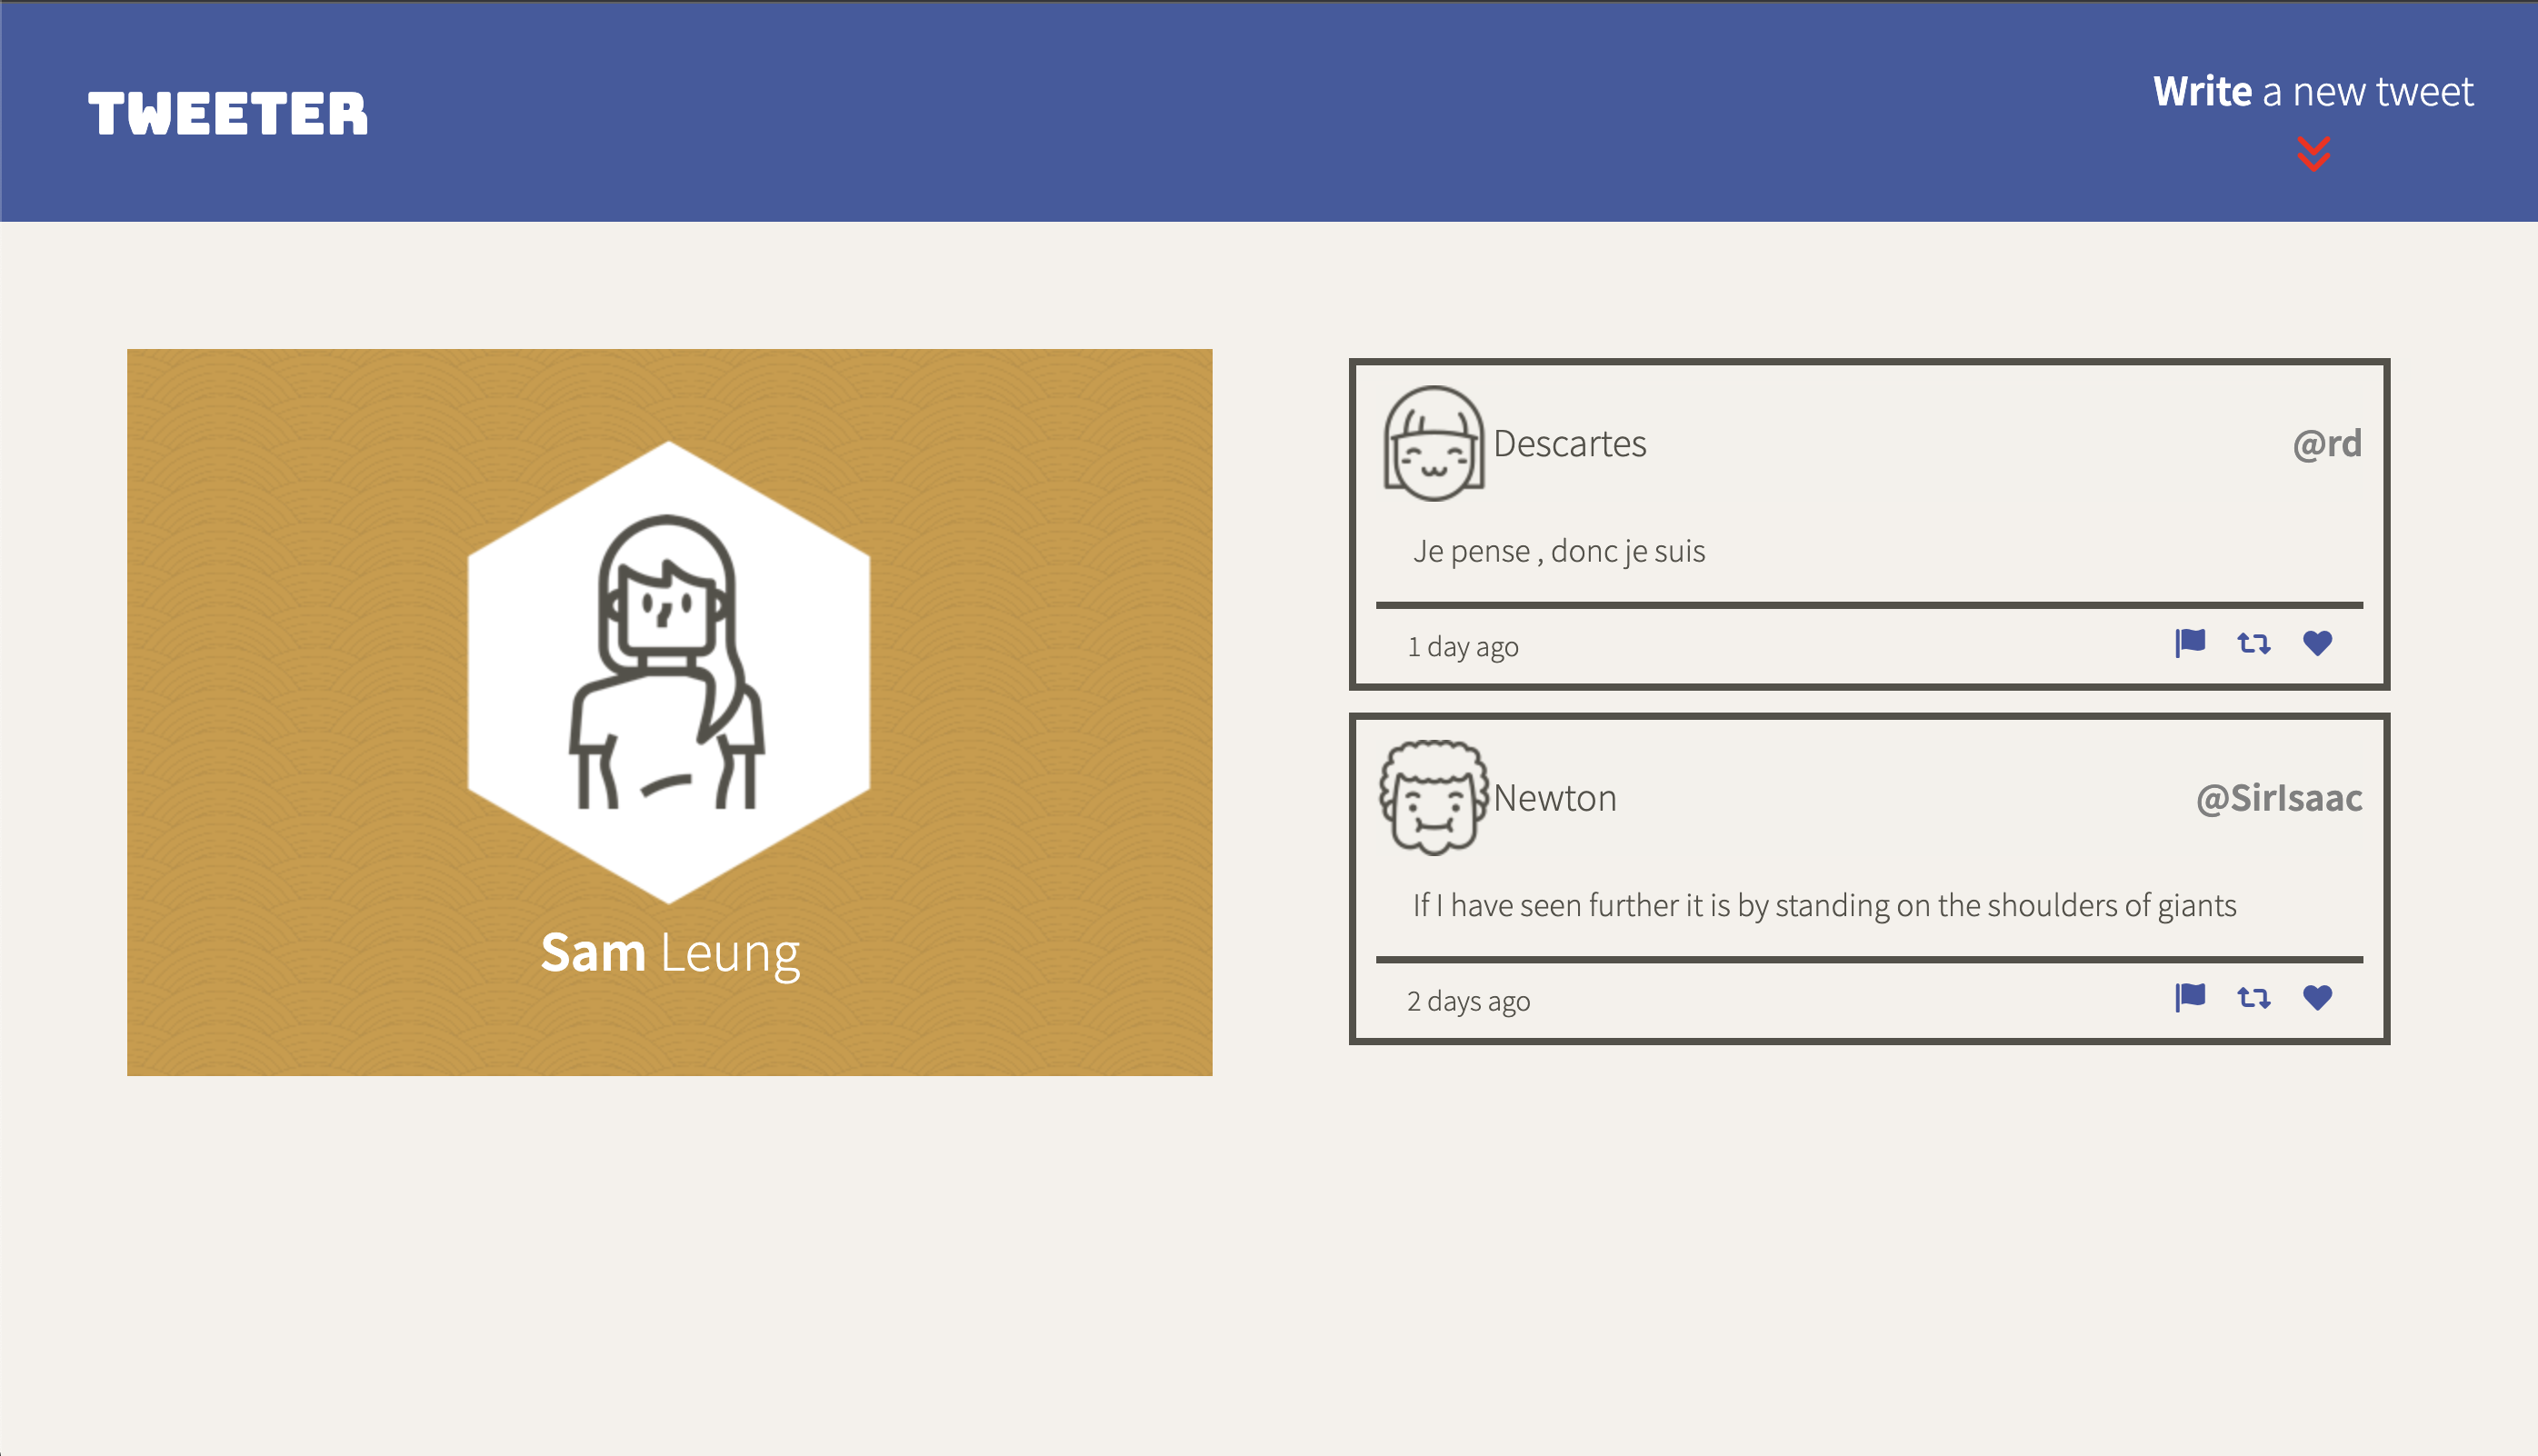 TWEETER
Write a new tweet
Sam Leung
Descartes
@rd
Je pense , donc je suis
1 day ago
Newton
@SirIsaac
If I have seen further it is by standing on the shoulders of giants
2 days ago